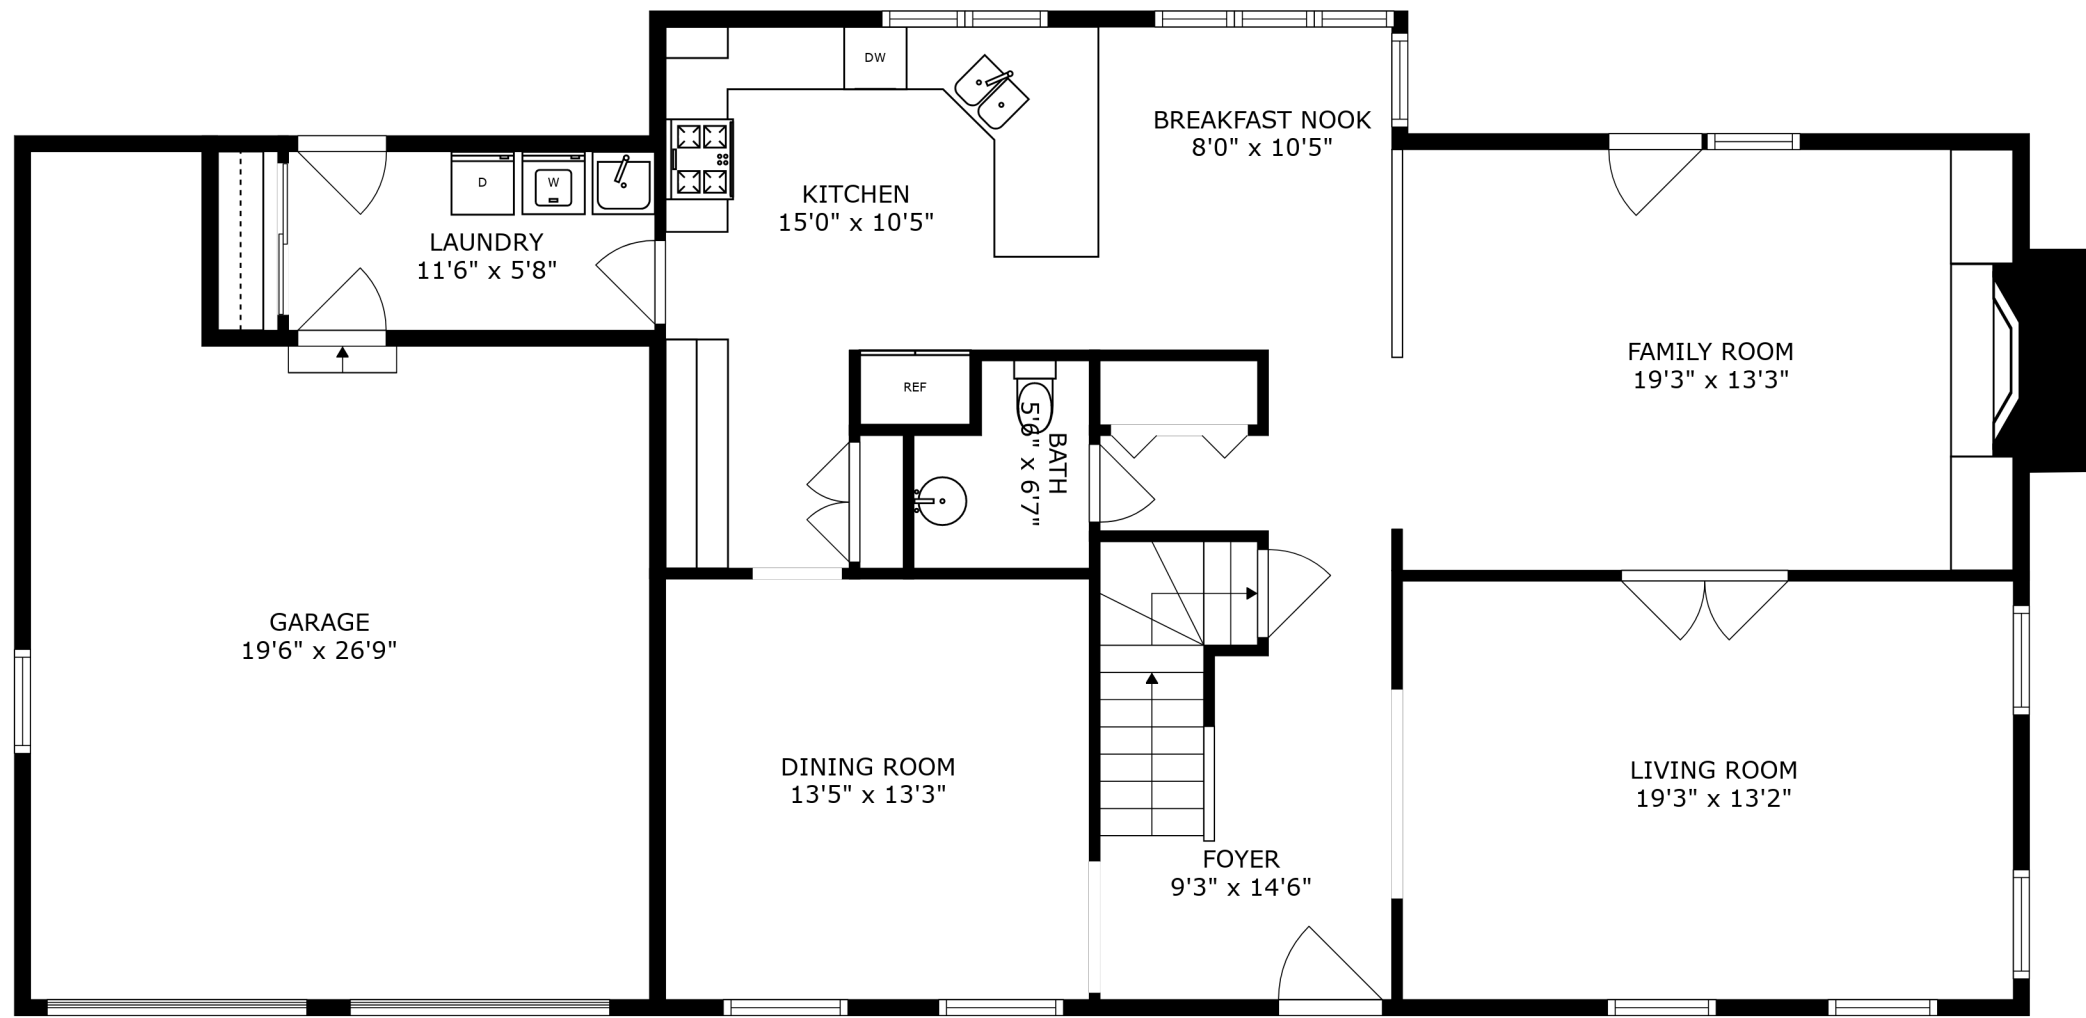 DW
BREAKFAST NOOK
8'0" x 10'5"
KITCHEN
15'0" x 10'5"
D
W
LAUNDRY
11'6" x 5'8"
FAMILY ROOM
19'3" x 13'3"
REF
BATH
5'6" x 6'7"
GARAGE
19'6" x 26'9"
DINING ROOM
13'5" x 13'3"
LIVING ROOM
19'3" x 13'2"
FOYER
9'3" x 14'6"